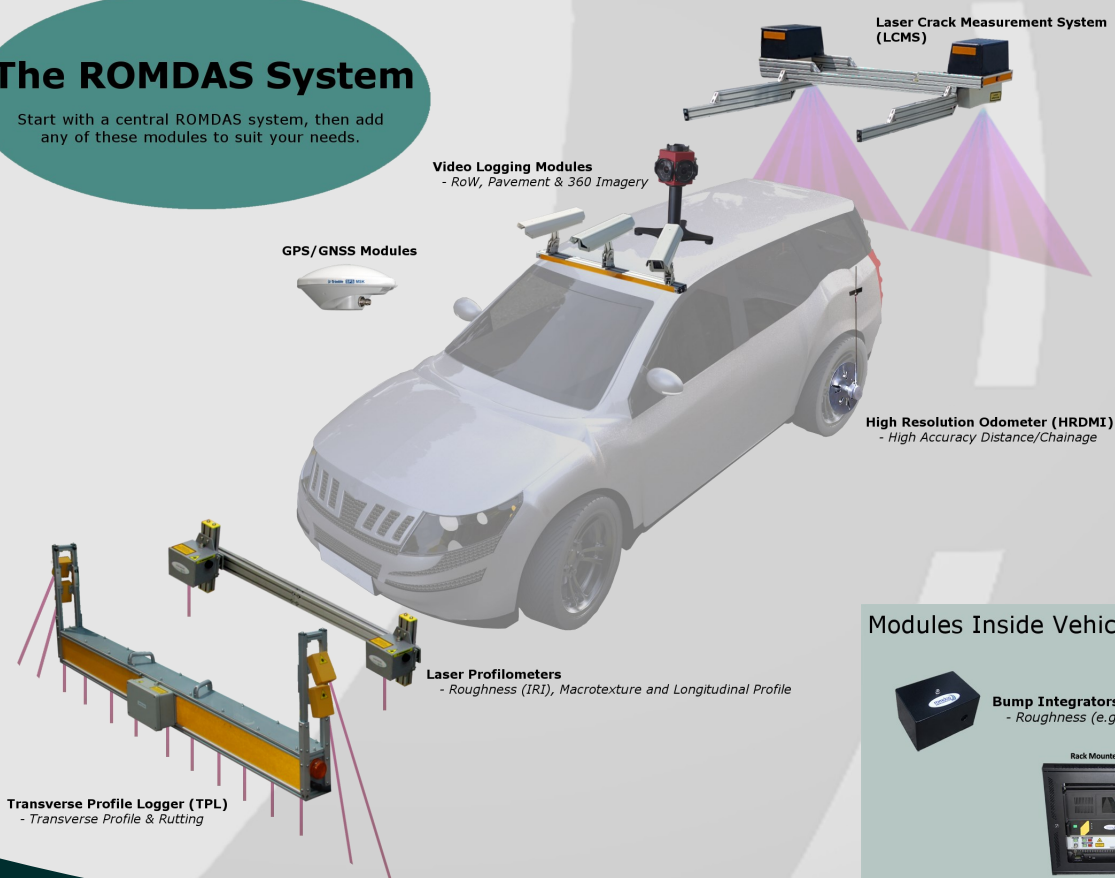 The ROMDAS System
Start with a central ROMDAS system, then add
any of these modules to suit your needs.
Laser Crack Measurement System
(LCMS)
Video Logging Modules
- RoW, Pavement & 360 Imagery
GPS/GNSS Modules
High Resolution Odometer (HRDMI)
- High Accuracy Distance/Chainage
Laser Profilometers
- Roughness (IRI), Macrotexture and Longitudinal Profile
Transverse Profile Logger (TPL)
- Transverse Profile & Rutting
Modules Inside Vehic
Bump Integrators
- Roughness (e.g
Rack Mounte